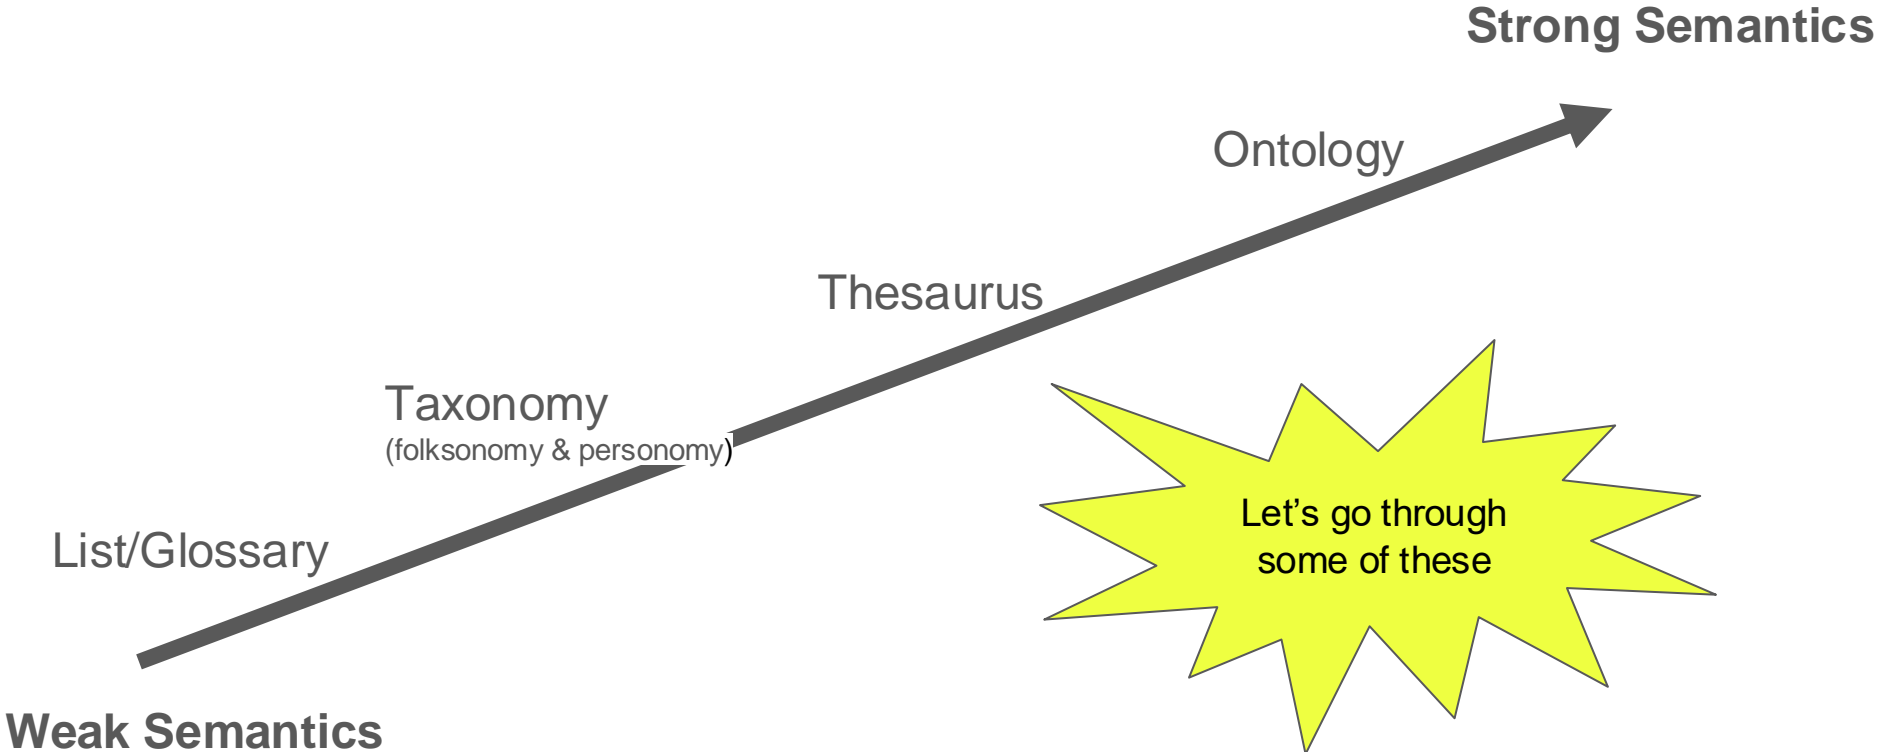 Strong Semantics
Ontology
Thesaurus
Taxonomy
(folksonomy & personomy)
List/Glossary
Weak Semantics
Let’s go through
some of these